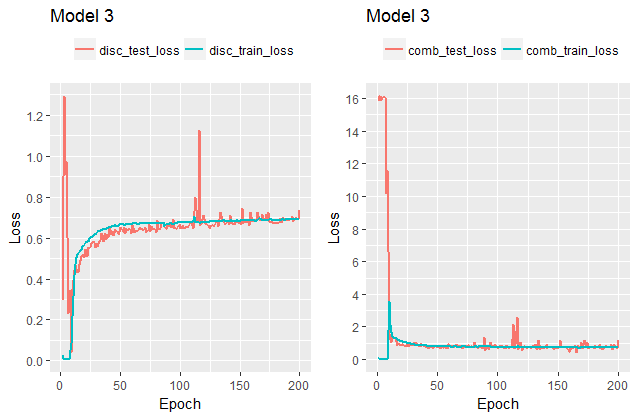 Model 3
disc_test_loss disc_train_loss
1.2
1.0
0.8
0.6
0.4
0.2
0.0
Loss
0 50 100 150 200
Epoch
Model 3
comb_test_loss comb_train_loss
16
14
12
10
8
6
4
2
0
Loss
0 50 100 150 200
Epoch